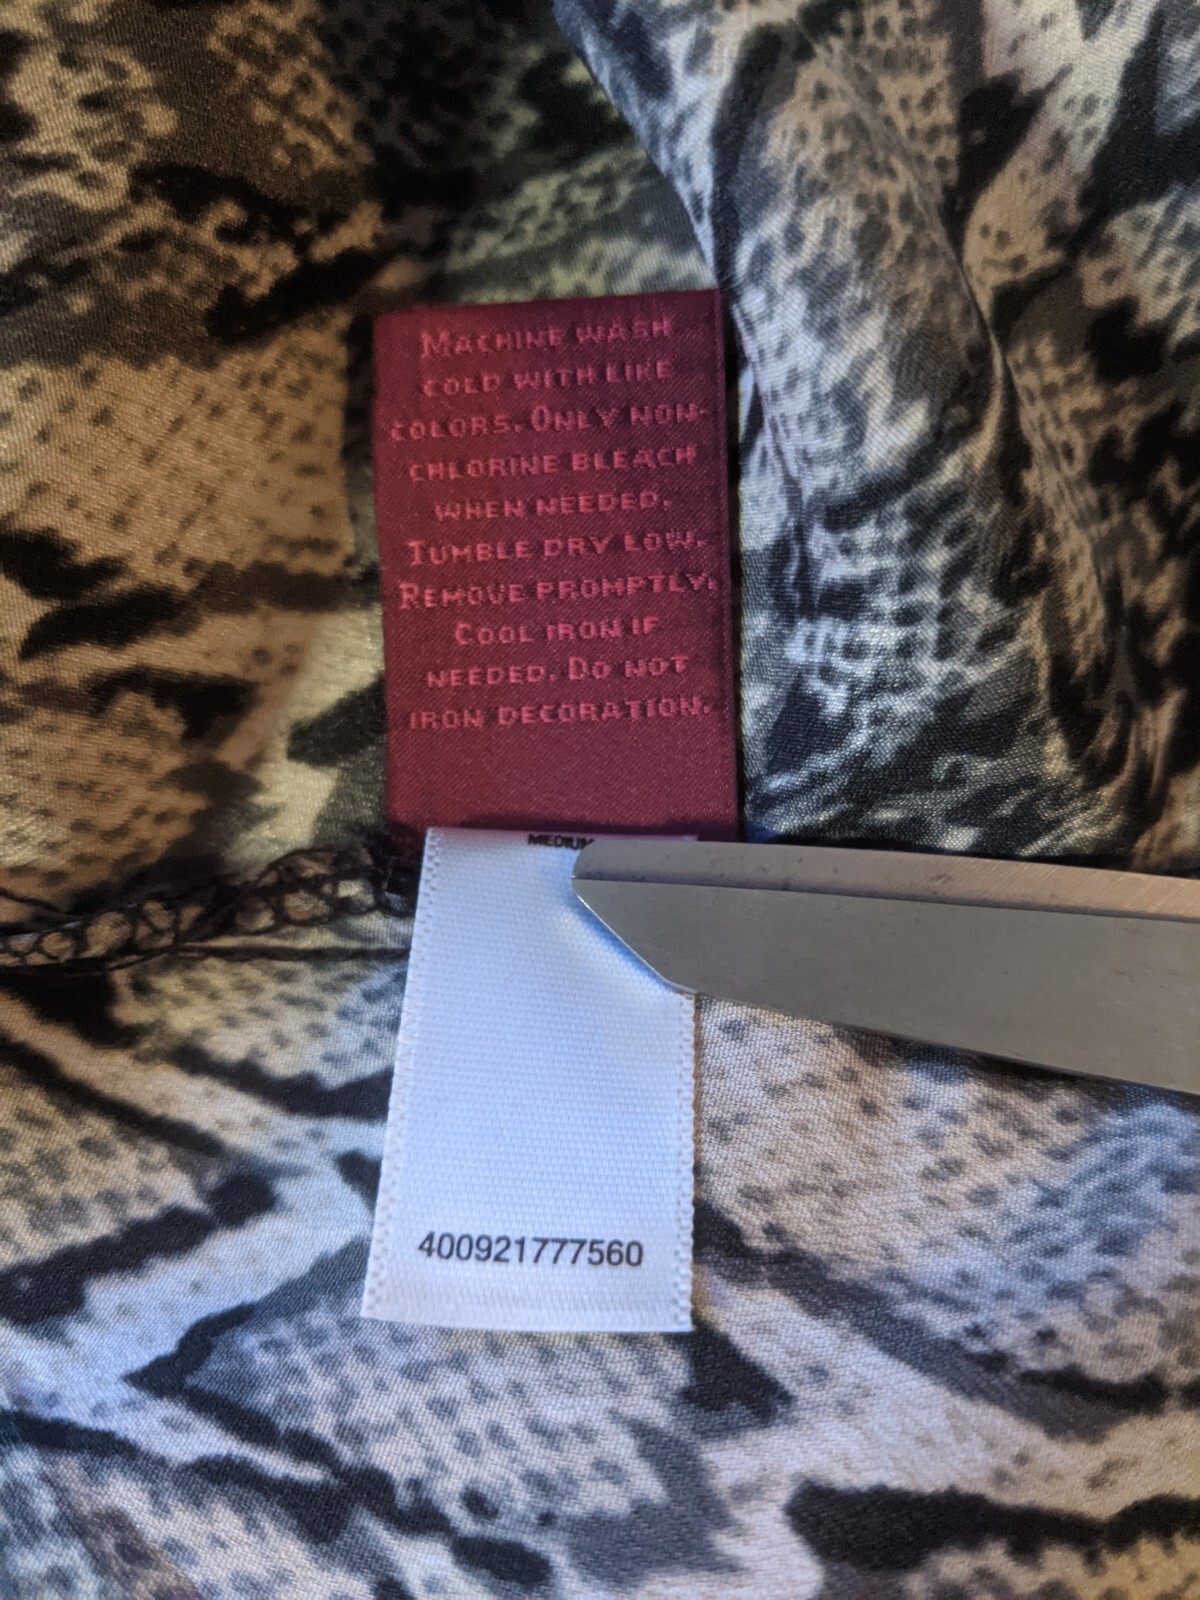 MACHINE WASH
COLD WITH LIKE
COLORS. ONLY NON-
CHLORINE BLEACH
WHEN NEEDED.
TUMBLE DRY LOW.
REMOVE PROMPTLY.
COOL IRON IF
NEEDED. DO NOT
IRON DECORATION.
MEDIUM
400921777560